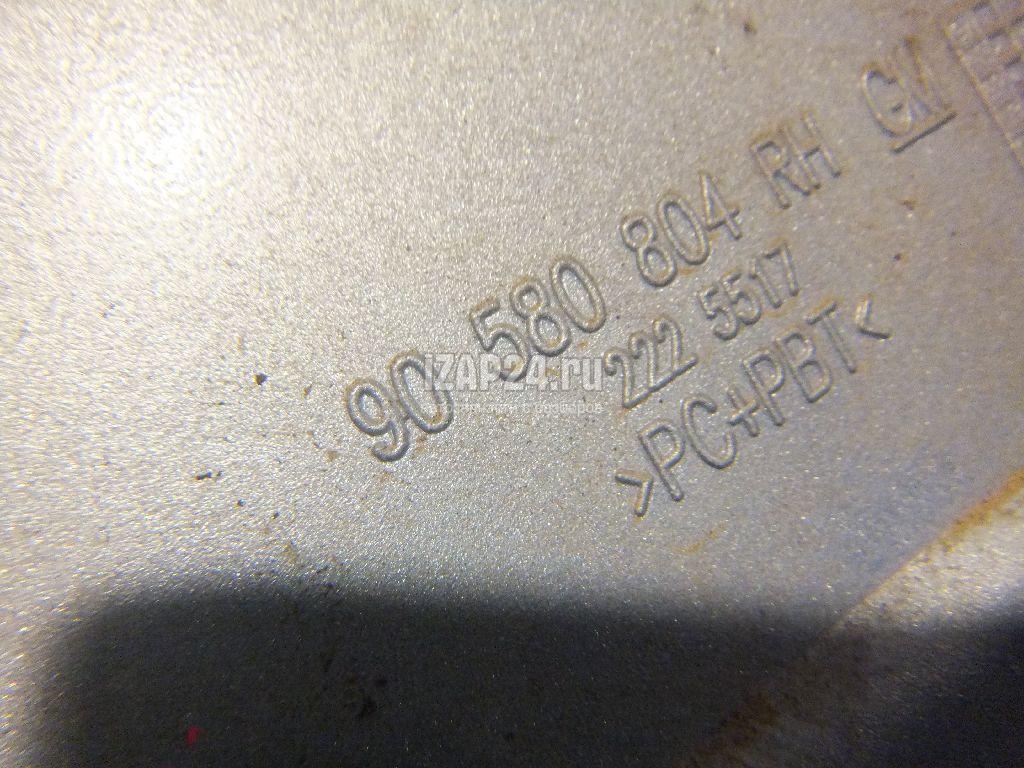 90 580 804 RH GM
222 5517
>PC+PBT<
IZAP24.ru